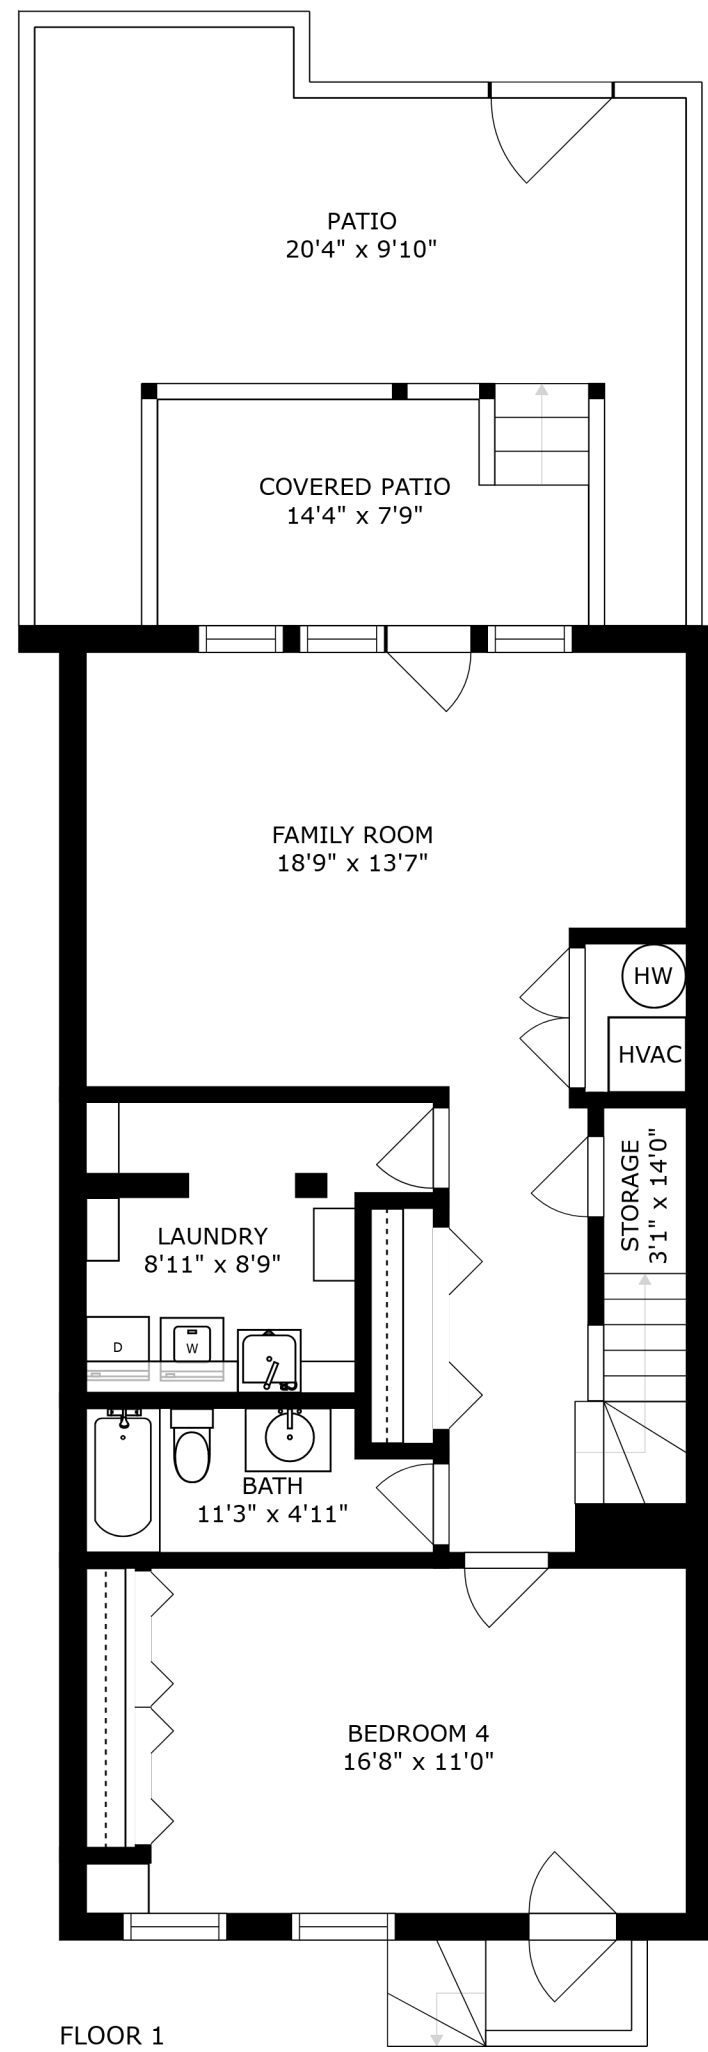 PATIO
20'4" x 9'10"
COVERED PATIO
14'4" x 7'9"
FAMILY ROOM
18'9" x 13'7"
HW
HVAC
STORAGE
3'1" x 14'0"
LAUNDRY
8'11" x 8'9"
D
W
BATH
11'3" x 4'11"
BEDROOM 4
16'8" x 11'0"
FLOOR 1